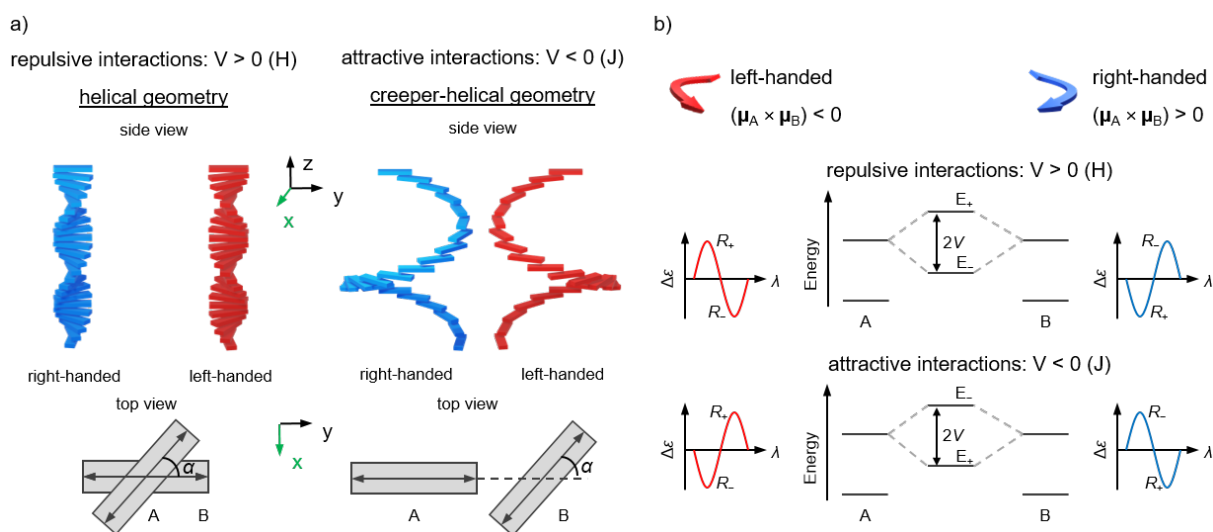 a)
repulsive interactions: V > 0 (H)
attractive interactions: V < 0 (J)
helical geometry
creeper-helical geometry
side view
side view
z
y
x
right-handed
left-handed
right-handed
left-handed
top view
top view
y
x
α
A
B
α
A
B
b)
left-handed
(μA × μB) < 0
right-handed
(μA × μB) > 0
repulsive interactions: V > 0 (H)
Δε
R+
R−
λ
Energy
E+
2V
E−
A
B
Δε
R−
R+
λ
attractive interactions: V < 0 (J)
Δε
R+
R−
λ
Energy
E−
2V
E+
A
B
Δε
R−
R+
λ